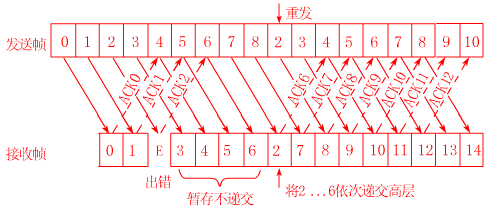 重发
发送帧 0 1 2 3 4 5 6 7 8 2 3 4 5 6 7 8 9 10
ACK0 ACK1 ACK2 ACK6 ACK7 ACK8 ACK9 ACK10 ACK11 ACK12
接收帧 0 1 E 3 4 5 6 2 7 8 9 10 11 12 13 14
出错
暂存不递交
将2...6依次递交高层